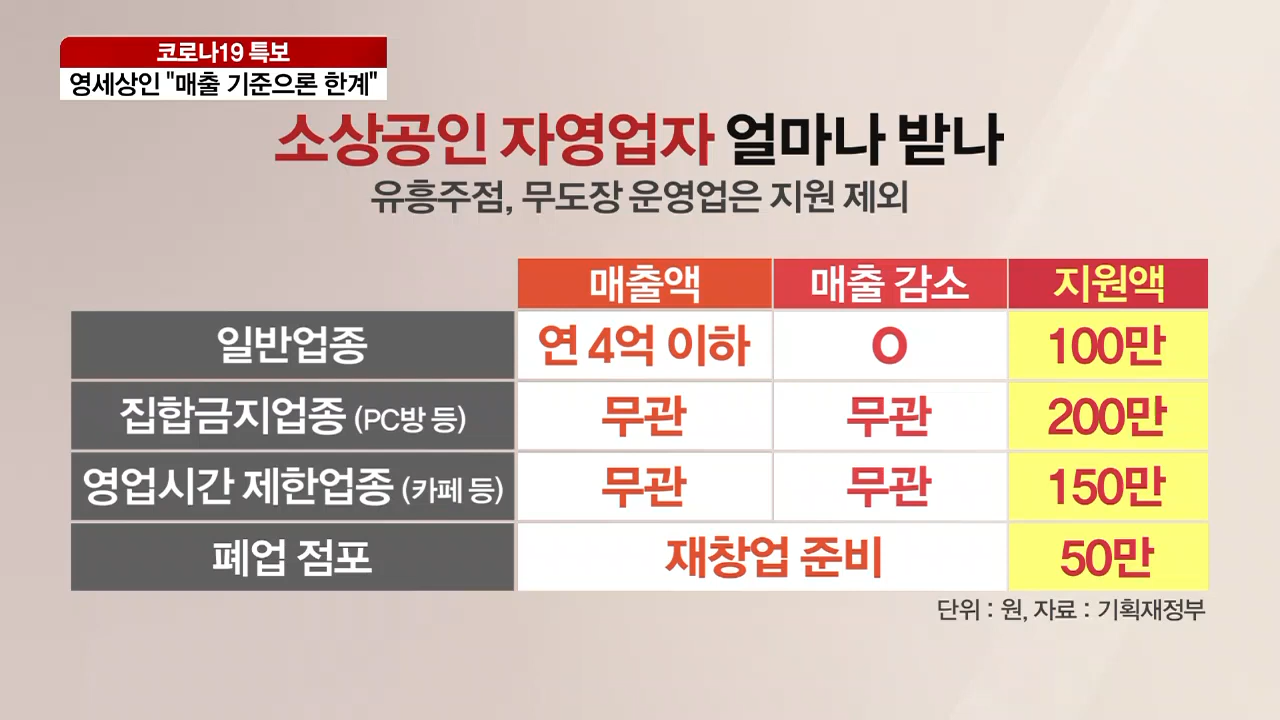 코로나19 특보
영세상인 "매출 기준으론 한계"
소상공인 자영업자 얼마나 받나
유흥주점, 무도장 운영업은 지원 제외
매출액 매출 감소 지원액
일반업종 연 4억 이하 O 100만
집합금지업종 (PC방 등) 무관 무관 200만
영업시간 제한업종 (카페 등) 무관 무관 150만
폐업 점포 재창업 준비 50만
단위 : 원, 자료 : 기획재정부